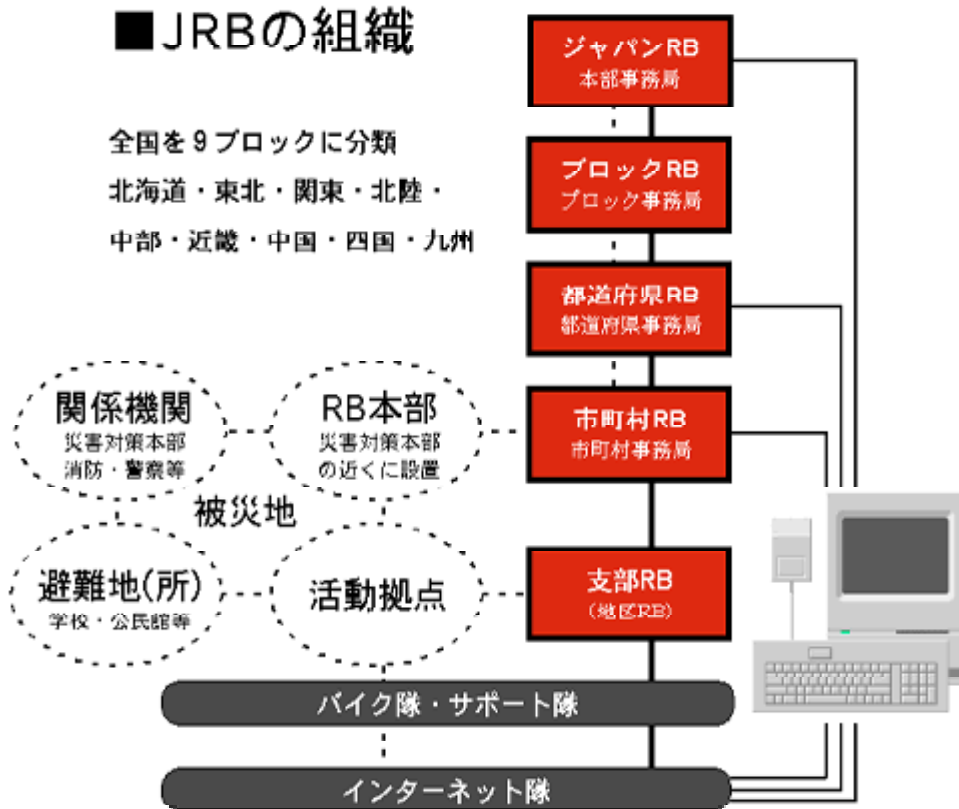 ■JRBの組織
全国を9ブロックに分類
北海道・東北・関東・北陸・
中部・近畿・中国・四国・九州
ジャパンRB
本部事務局
ブロックRB
ブロック事務局
都道府県RB
都道府県事務局
関係機関
災害対策本部
消防・警察等
RB本部
災害対策本部
の近くに設置
市町村RB
市町村事務局
被災地
避難地(所)
学校・公民館等
活動拠点
支部RB
(地区RB)
バイク隊・サポート隊
インターネット隊